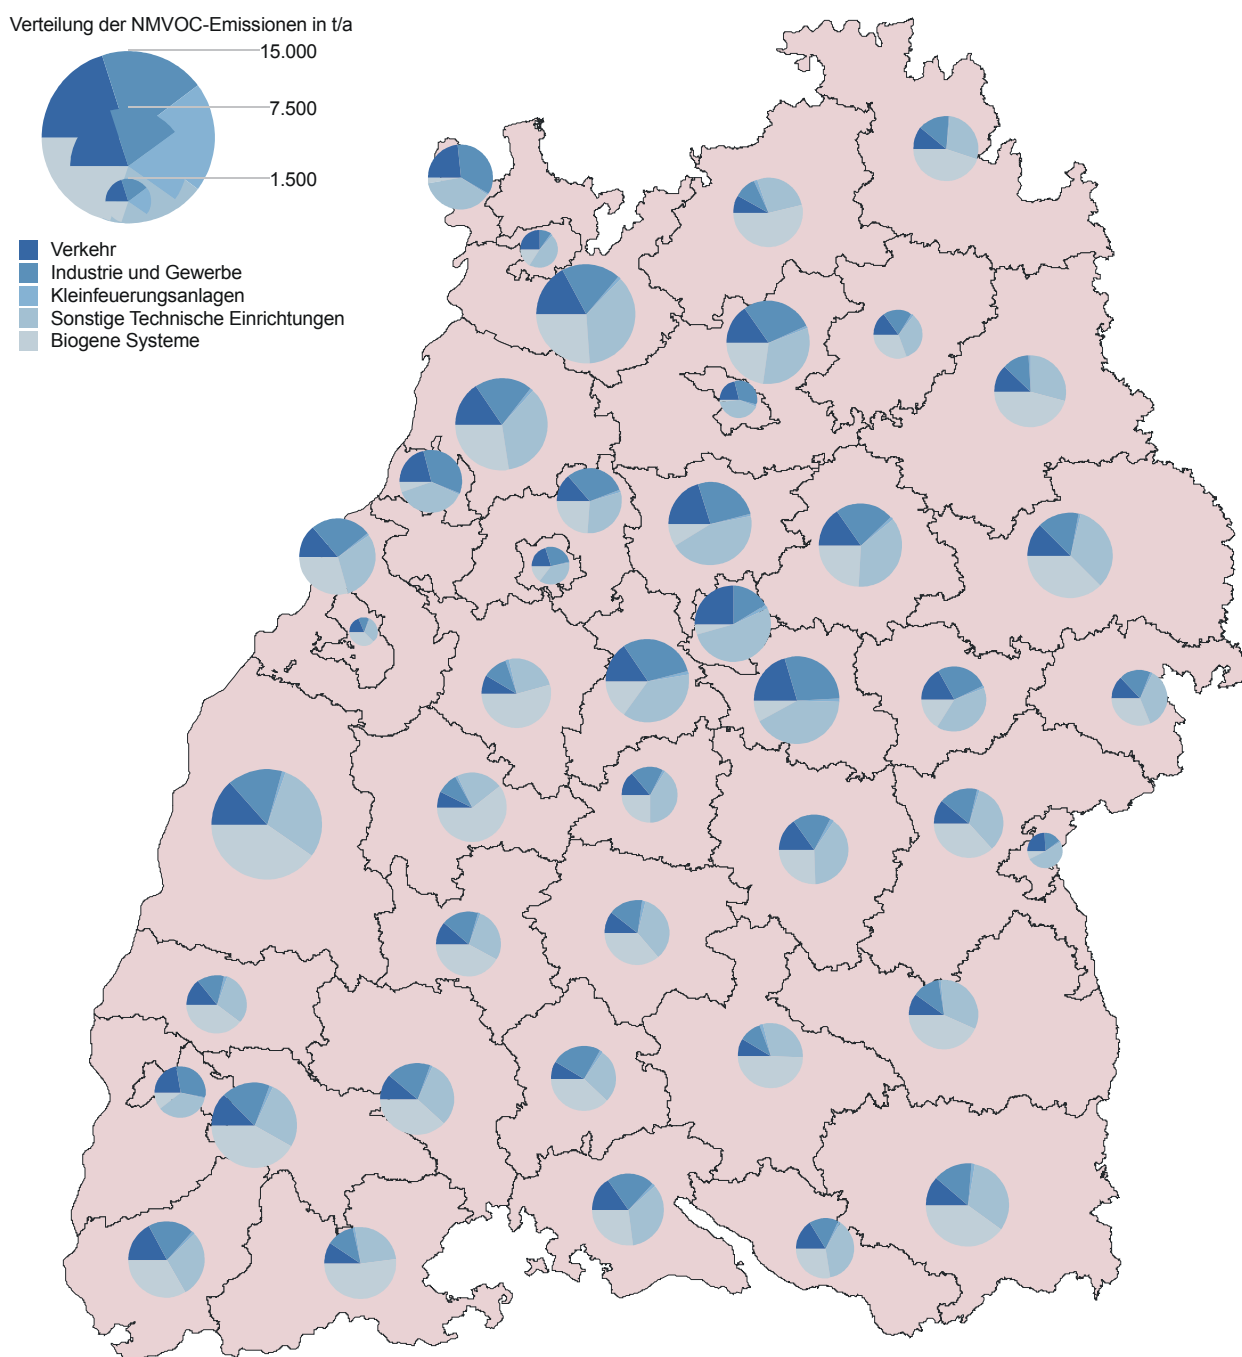 Verteilung der NMVOC-Emissionen in t/a
15.000
7.500
1.500
Verkehr
Industrie und Gewerbe
Kleinfeuerungsanlagen
Sonstige Technische Einrichtungen
Biogene Systeme